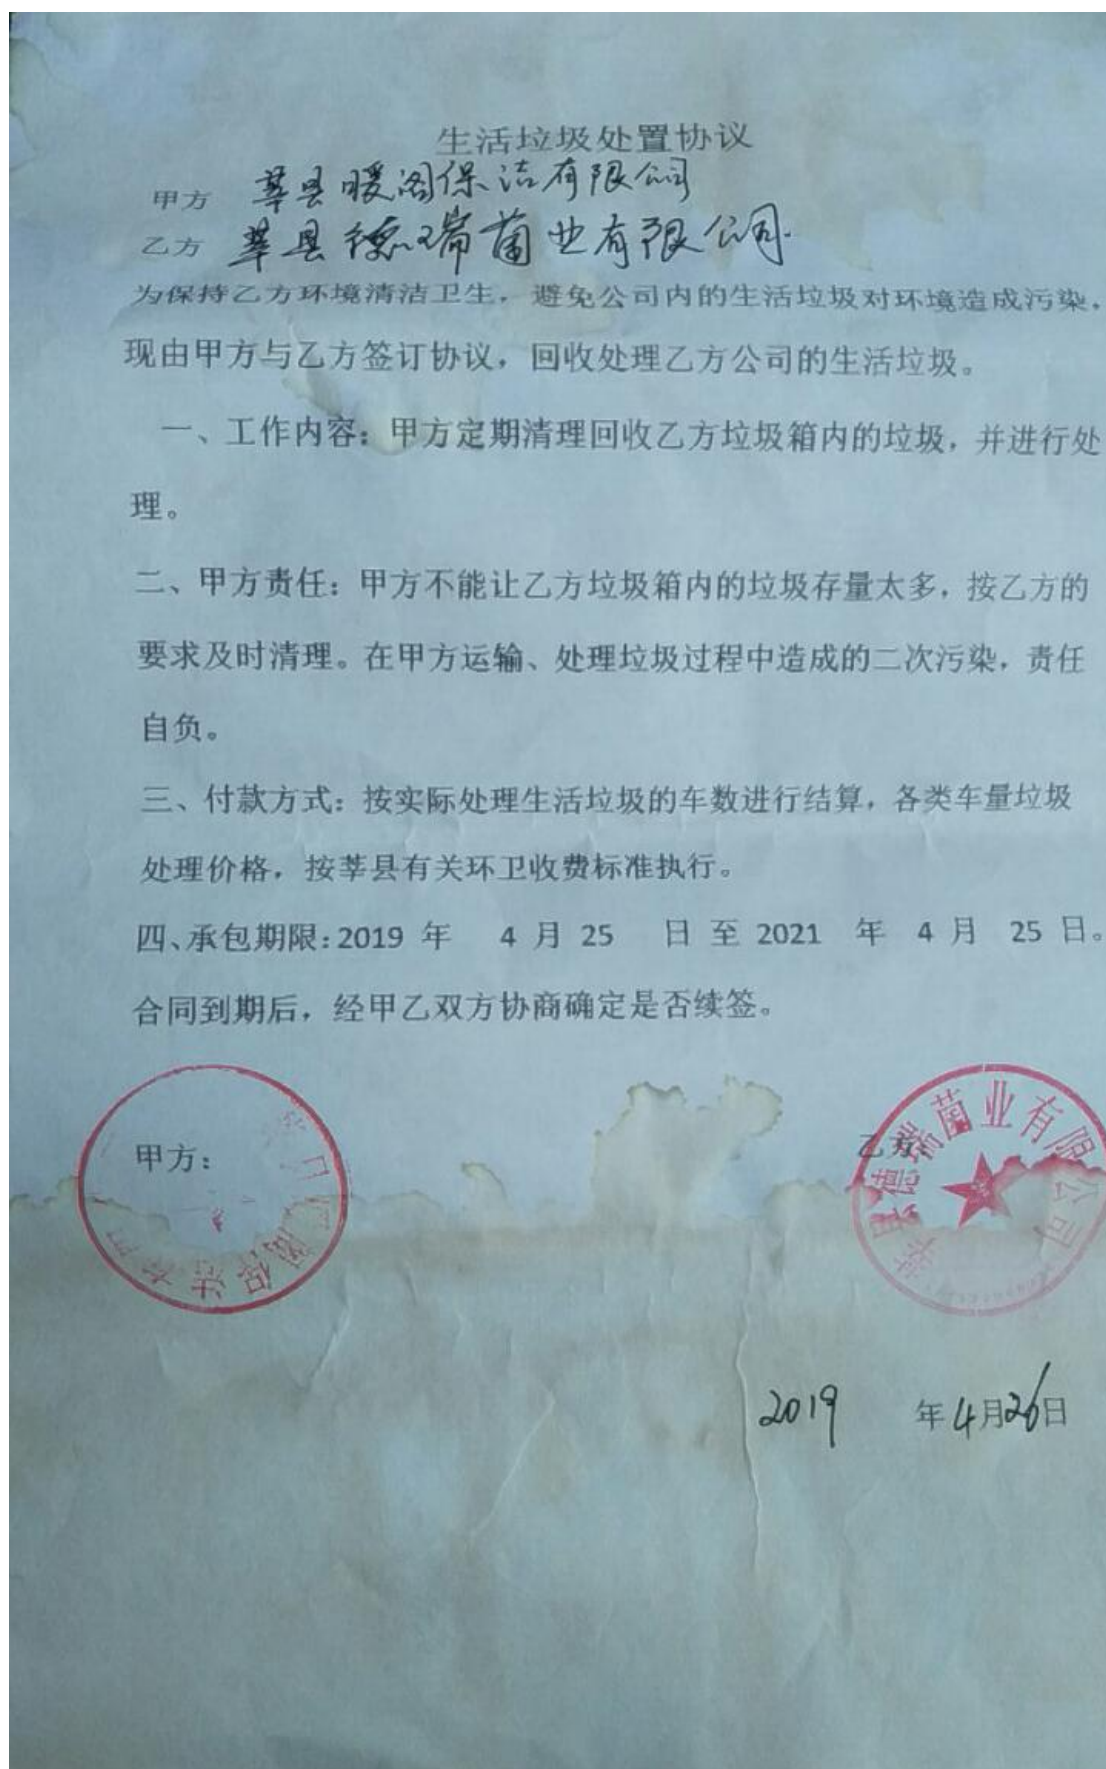 生活垃圾处置协议
甲方 莘县暖阁保洁有限公司
乙方 莘县德瑞菌业有限公司
为保持乙方环境清洁卫生，避免公司内的生活垃圾对环境造成污染，
现由甲方与乙方签订协议，回收处理乙方公司的生活垃圾。
一、工作内容：甲方定期清理回收乙方垃圾箱内的垃圾，并进行处
理。
二、甲方责任：甲方不能让乙方垃圾箱内的垃圾存量太多，按乙方的
要求及时清理。在甲方运输、处理垃圾过程中造成的二次污染，责任
自负。
三、付款方式：按实际处理生活垃圾的车数进行结算，各类车量垃圾
处理价格，按莘县有关环卫收费标准执行。
四、承包期限：2019 年 4 月 25 日 至 2021 年 4 月 25 日。
合同到期后，经甲乙双方协商确定是否续签。
甲方：
阁保洁有
乙方：
莘县德瑞菌业有限公司
2019 年4月26日